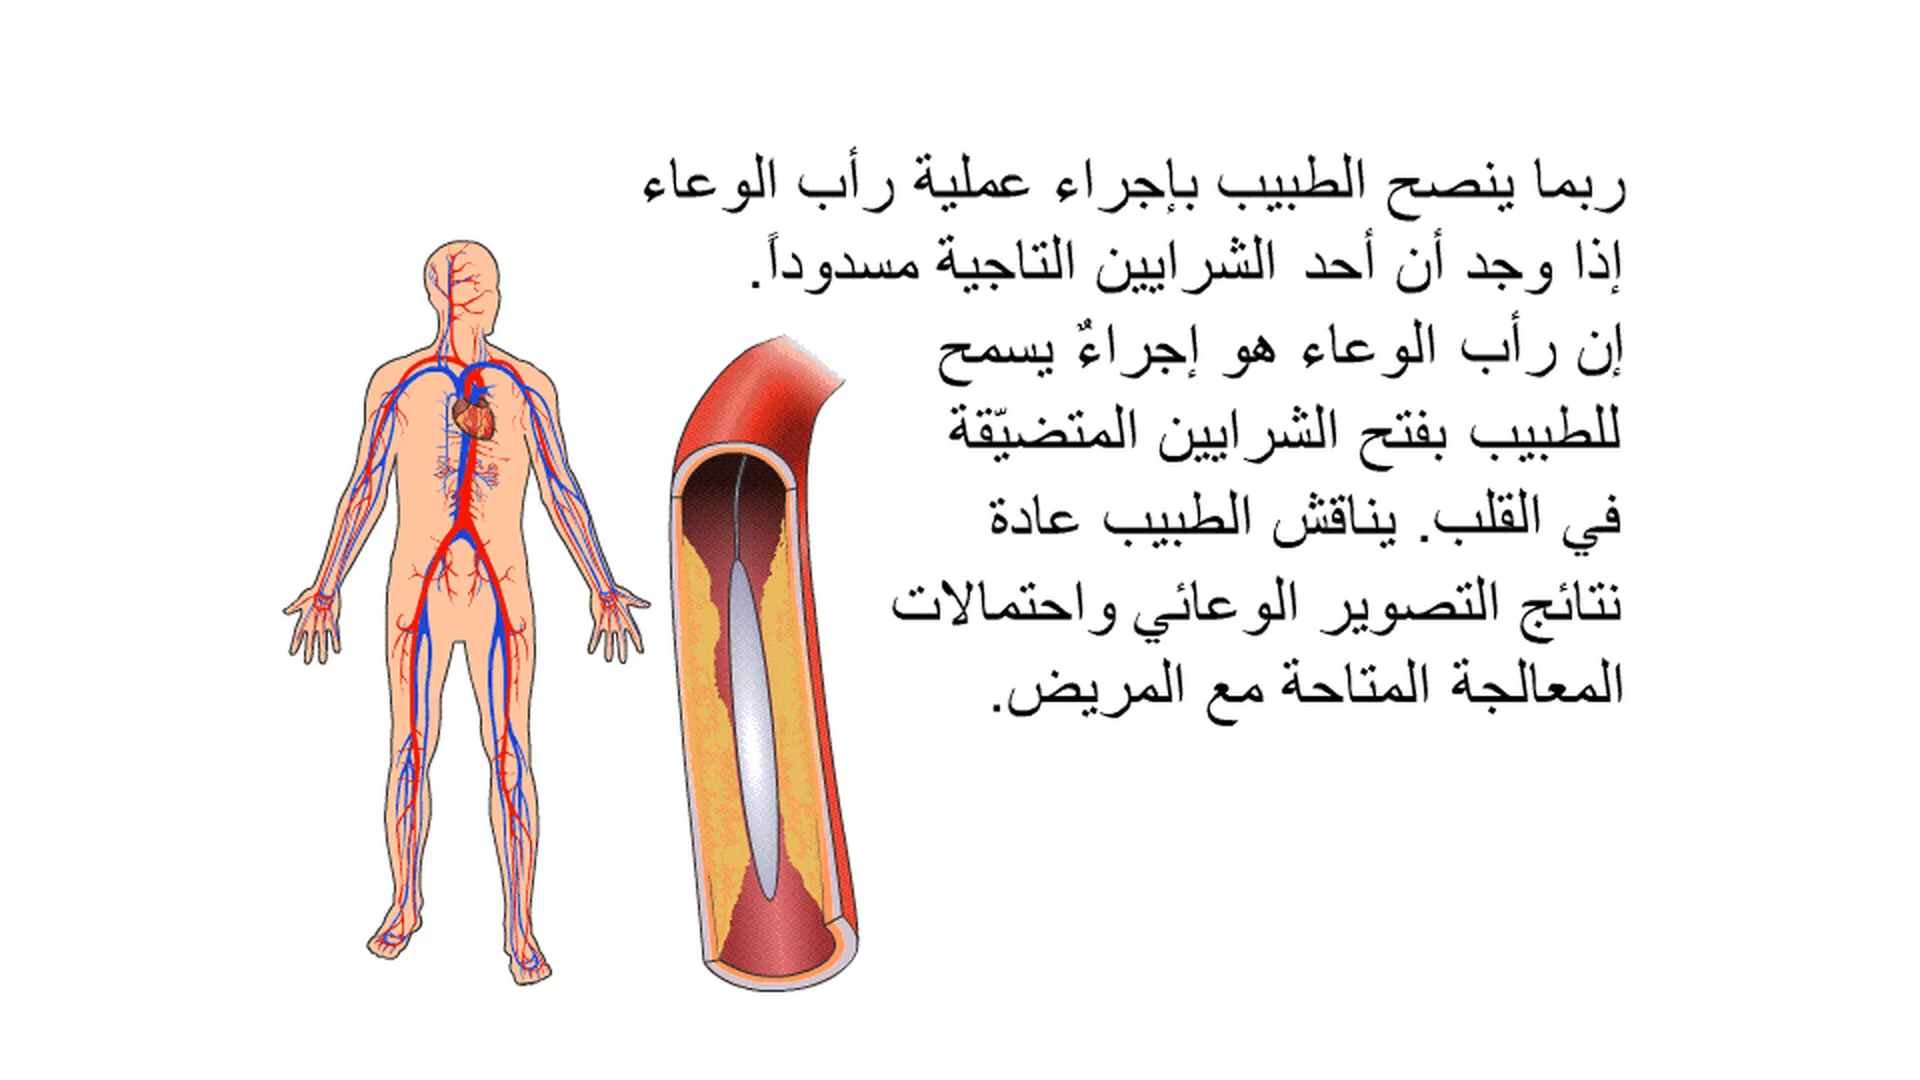 ربما ينصح الطبيب بإجراء عملية رأب الوعاء
إذا وجد أن أحد الشرايين التاجية مسدوداً.
إن رأب الوعاء هو إجراءٌ يسمح
للطبيب بفتح الشرايين المتضيّقة
في القلب. يناقش الطبيب عادة
نتائج التصوير الوعائي واحتمالات
المعالجة المتاحة مع المريض.